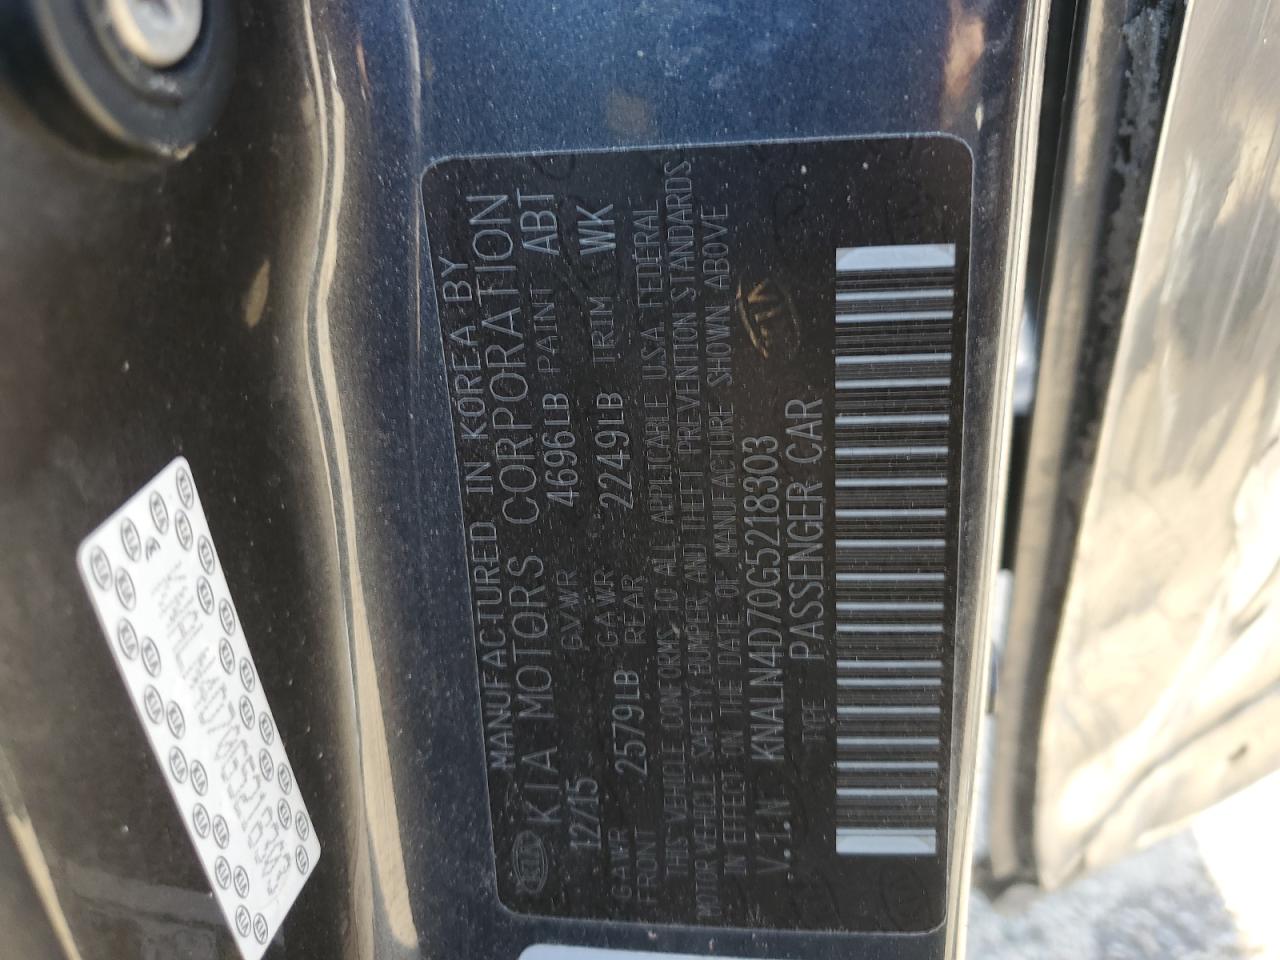 MANUFACTURED IN KOREA BY
KIA MOTORS CORPORATION
12/15 GVWR 4696LB PAINT ABT
GAWR FRONT 2579LB GAWR REAR 2249LB TRIM WK
THIS VEHICLE CONFORMS TO ALL APPLICABLE U.S.A FEDERAL
MOTOR VEHICLE SAFETY, BUMPER, AND THEFT PREVENTION STANDARDS
IN EFFECT ON THE DATE OF MANUFACTURE SHOWN ABOVE
V.I.N KNALN4D70G5218303
TYPE PASSENGER CAR
KIA